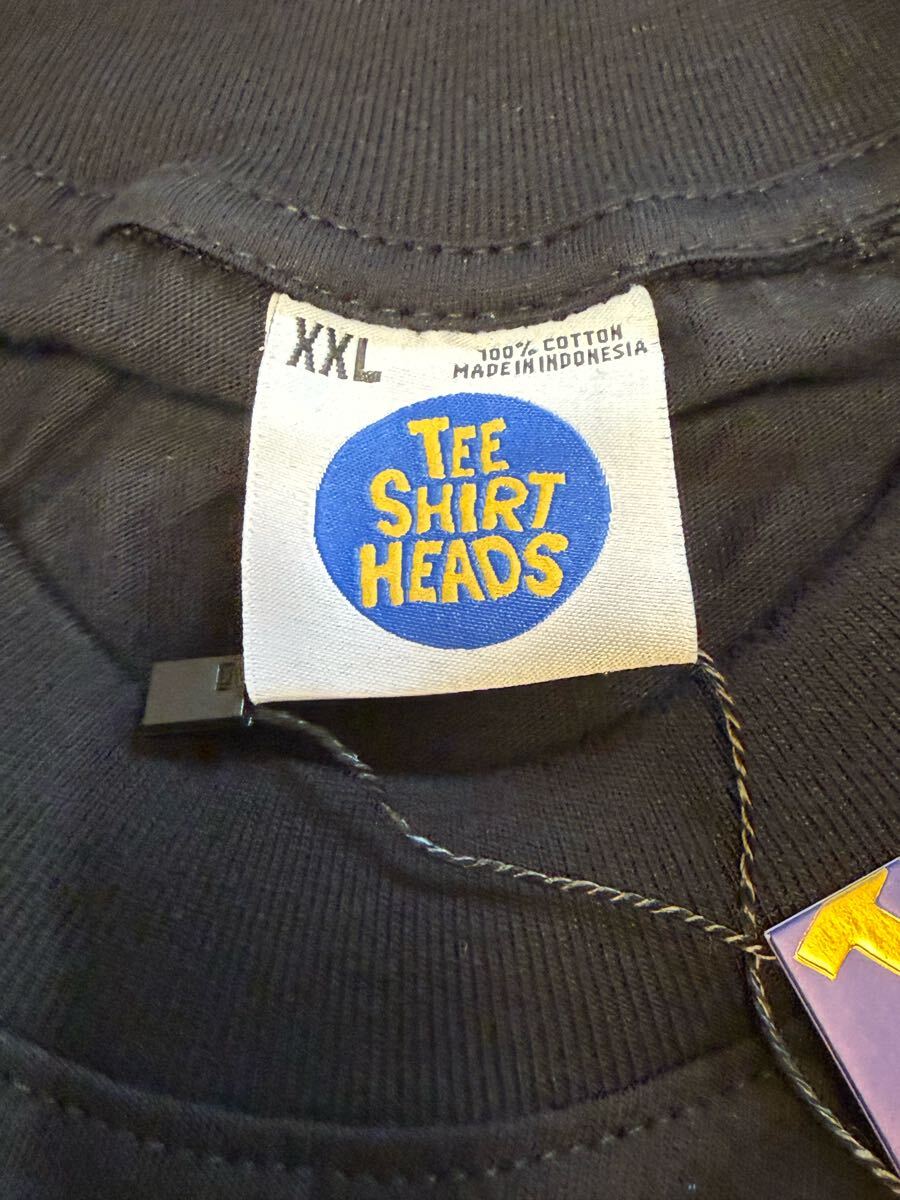 XXL
100% COTTON
MADE IN INDONESIA
TEE
SHIRT
HEADS
T